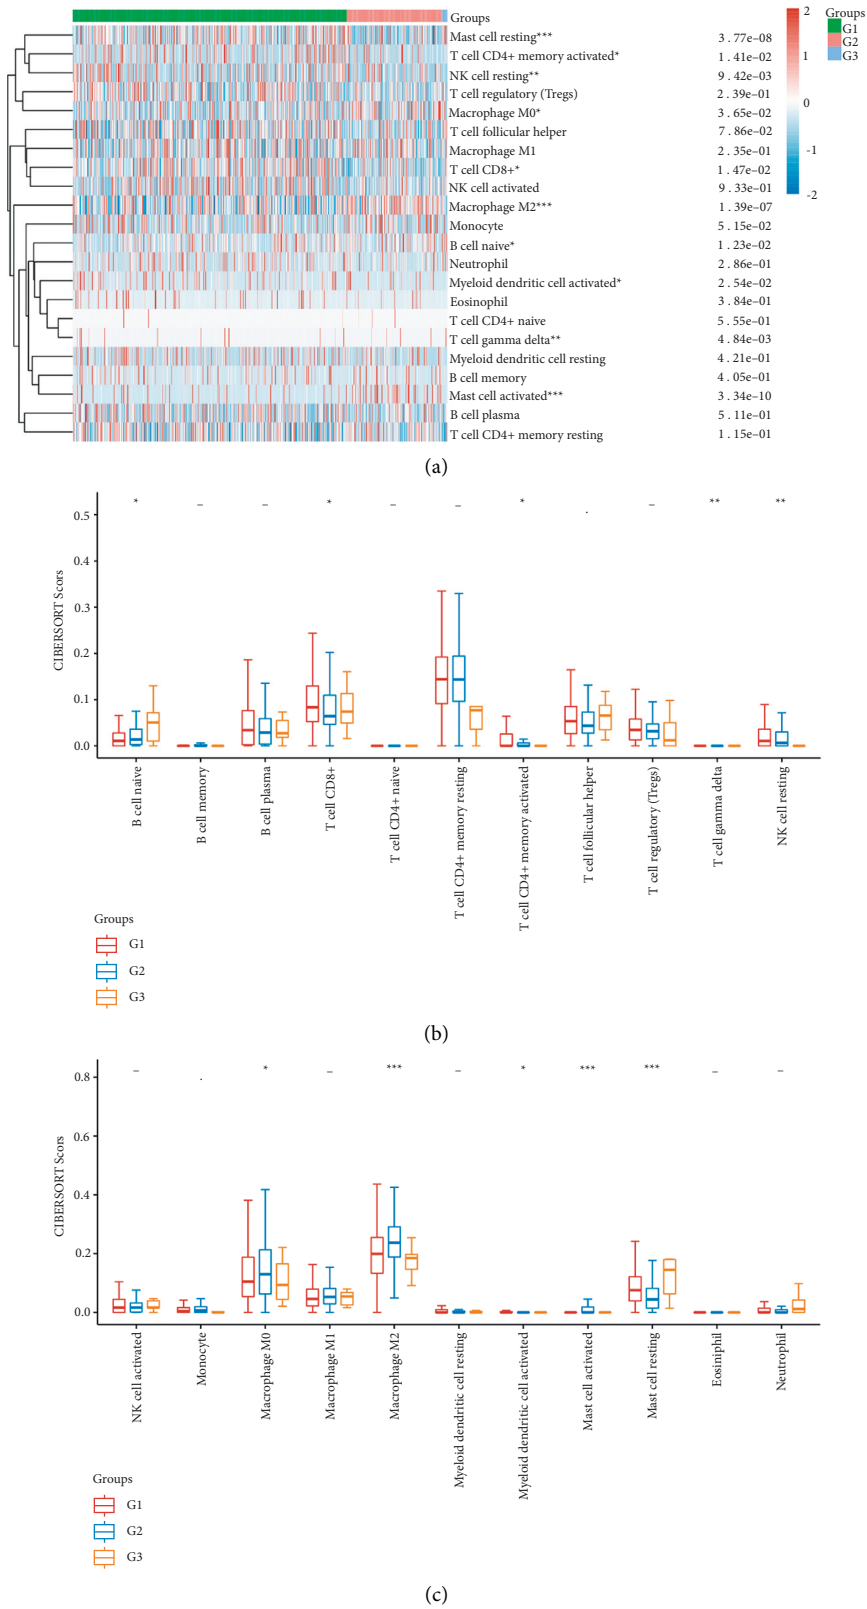 Groups
Mast cell resting*** 3.77e-08
T cell CD4+ memory activated* 1.41e-02
NK cell resting** 9.42e-03
T cell regulatory (Tregs) 2.39e-01
Macrophage M0* 3.65e-02
T cell follicular helper 7.86e-02
Macrophage M1 2.35e-01
T cell CD8+* 1.47e-02
NK cell activated 9.33e-01
Macrophage M2*** 1.39e-07
Monocyte 5.15e-02
B cell naive* 1.23e-02
Neutrophil 2.86e-01
Myeloid dendritic cell activated* 2.54e-02
Eosinophil 3.84e-01
T cell CD4+ naive 5.55e-01
T cell gamma delta** 4.84e-03
Myeloid dendritic cell resting 4.21e-01
B cell memory 4.05e-01
Mast cell activated*** 3.34e-10
B cell plasma 5.11e-01
T cell CD4+ memory resting 1.15e-01
2
1
0
-1
-2
Groups
G1
G2
G3
(a)
* – – * – – * . – ** **
CIBERSORT Scors
0.5
0.4
0.3
0.2
0.1
0.0
B cell naive
B cell memory
B cell plasma
T cell CD8+
T cell CD4+ naive
T cell CD4+ memory resting
T cell CD4+ memory activated
T cell follicular helper
T cell regulatory (Tregs)
T cell gamma delta
NK cell resting
Groups
G1
G2
G3
(b)
– . * – *** – * *** *** – –
CIBERSORT Scors
0.8
0.6
0.4
0.2
0.0
NK cell activated
Monocyte
Macrophage M0
Macrophage M1
Macrophage M2
Myeloid dendritic cell resting
Myeloid dendritic cell activated
Mast cell activated
Mast cell resting
Eosiniphil
Neutrophil
Groups
G1
G2
G3
(c)